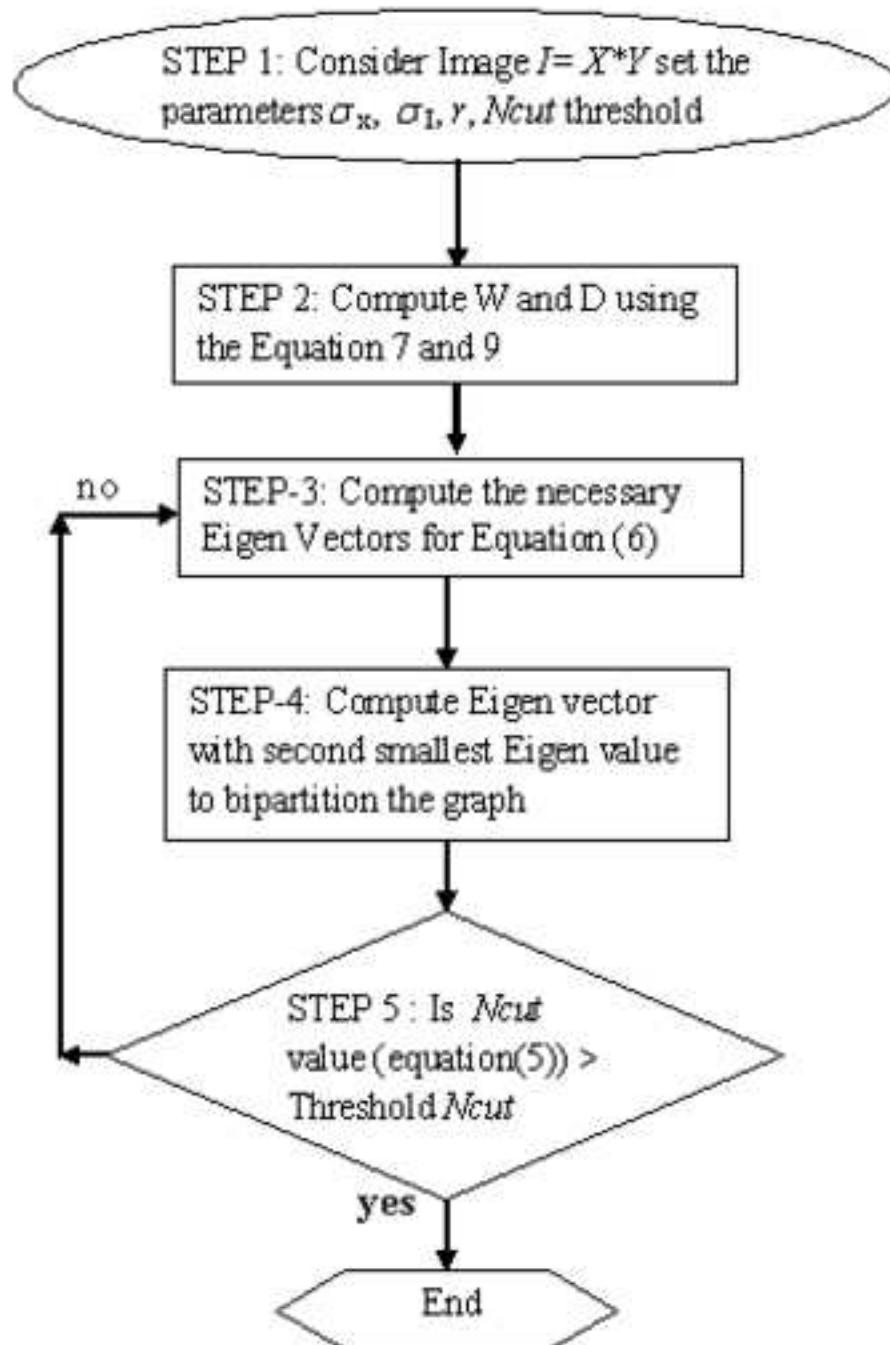 STEP 1: Consider Image I= X*Y set the
parameters σx, σI, r, Ncut threshold
STEP 2: Compute W and D using
the Equation 7 and 9
no
STEP-3: Compute the necessary
Eigen Vectors for Equation (6)
STEP-4: Compute Eigen vector
with second smallest Eigen value
to bipartition the graph
STEP 5 : Is Ncut
value (equation(5)) >
Threshold Ncut
yes
End